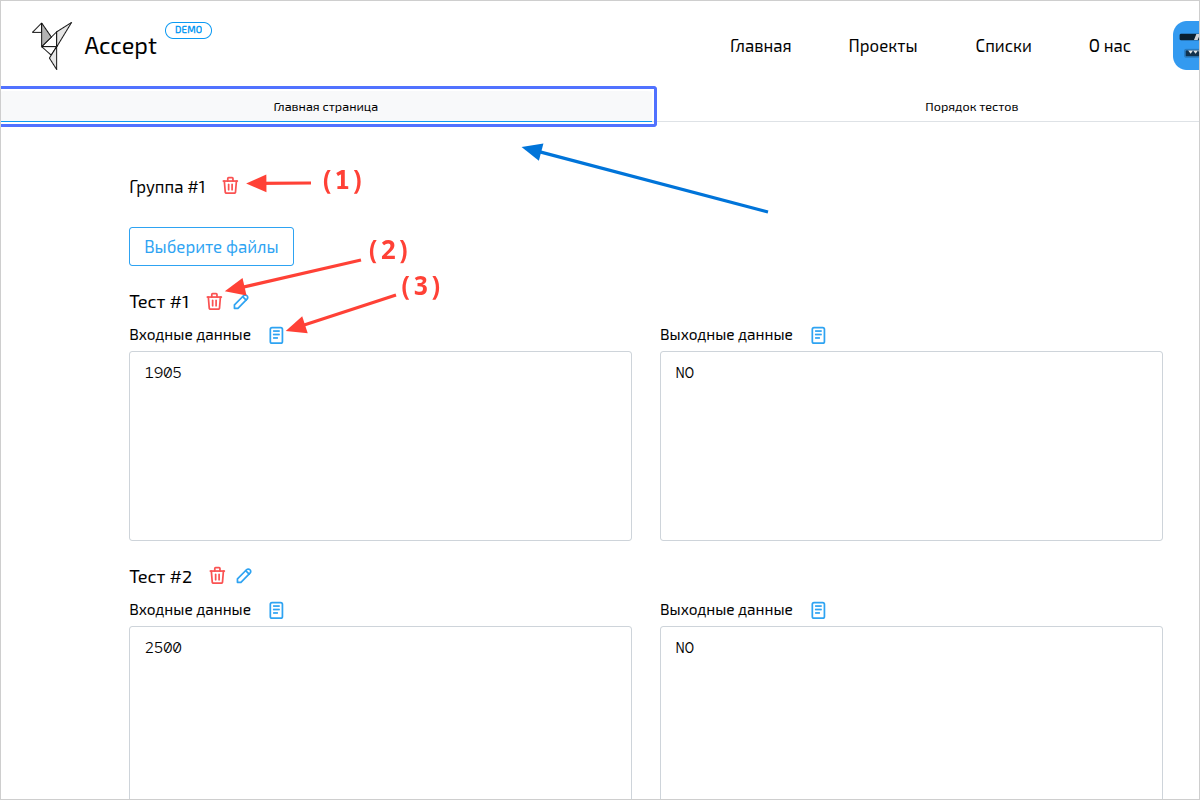 Accept DEMO Главная Проекты Списки О нас
Главная страница Порядок тестов
Группа #1 (1)
Выберите файлы (2)
(3)
Тест #1
Входные данные Выходные данные
1905 NO
Тест #2
Входные данные Выходные данные
2500 NO